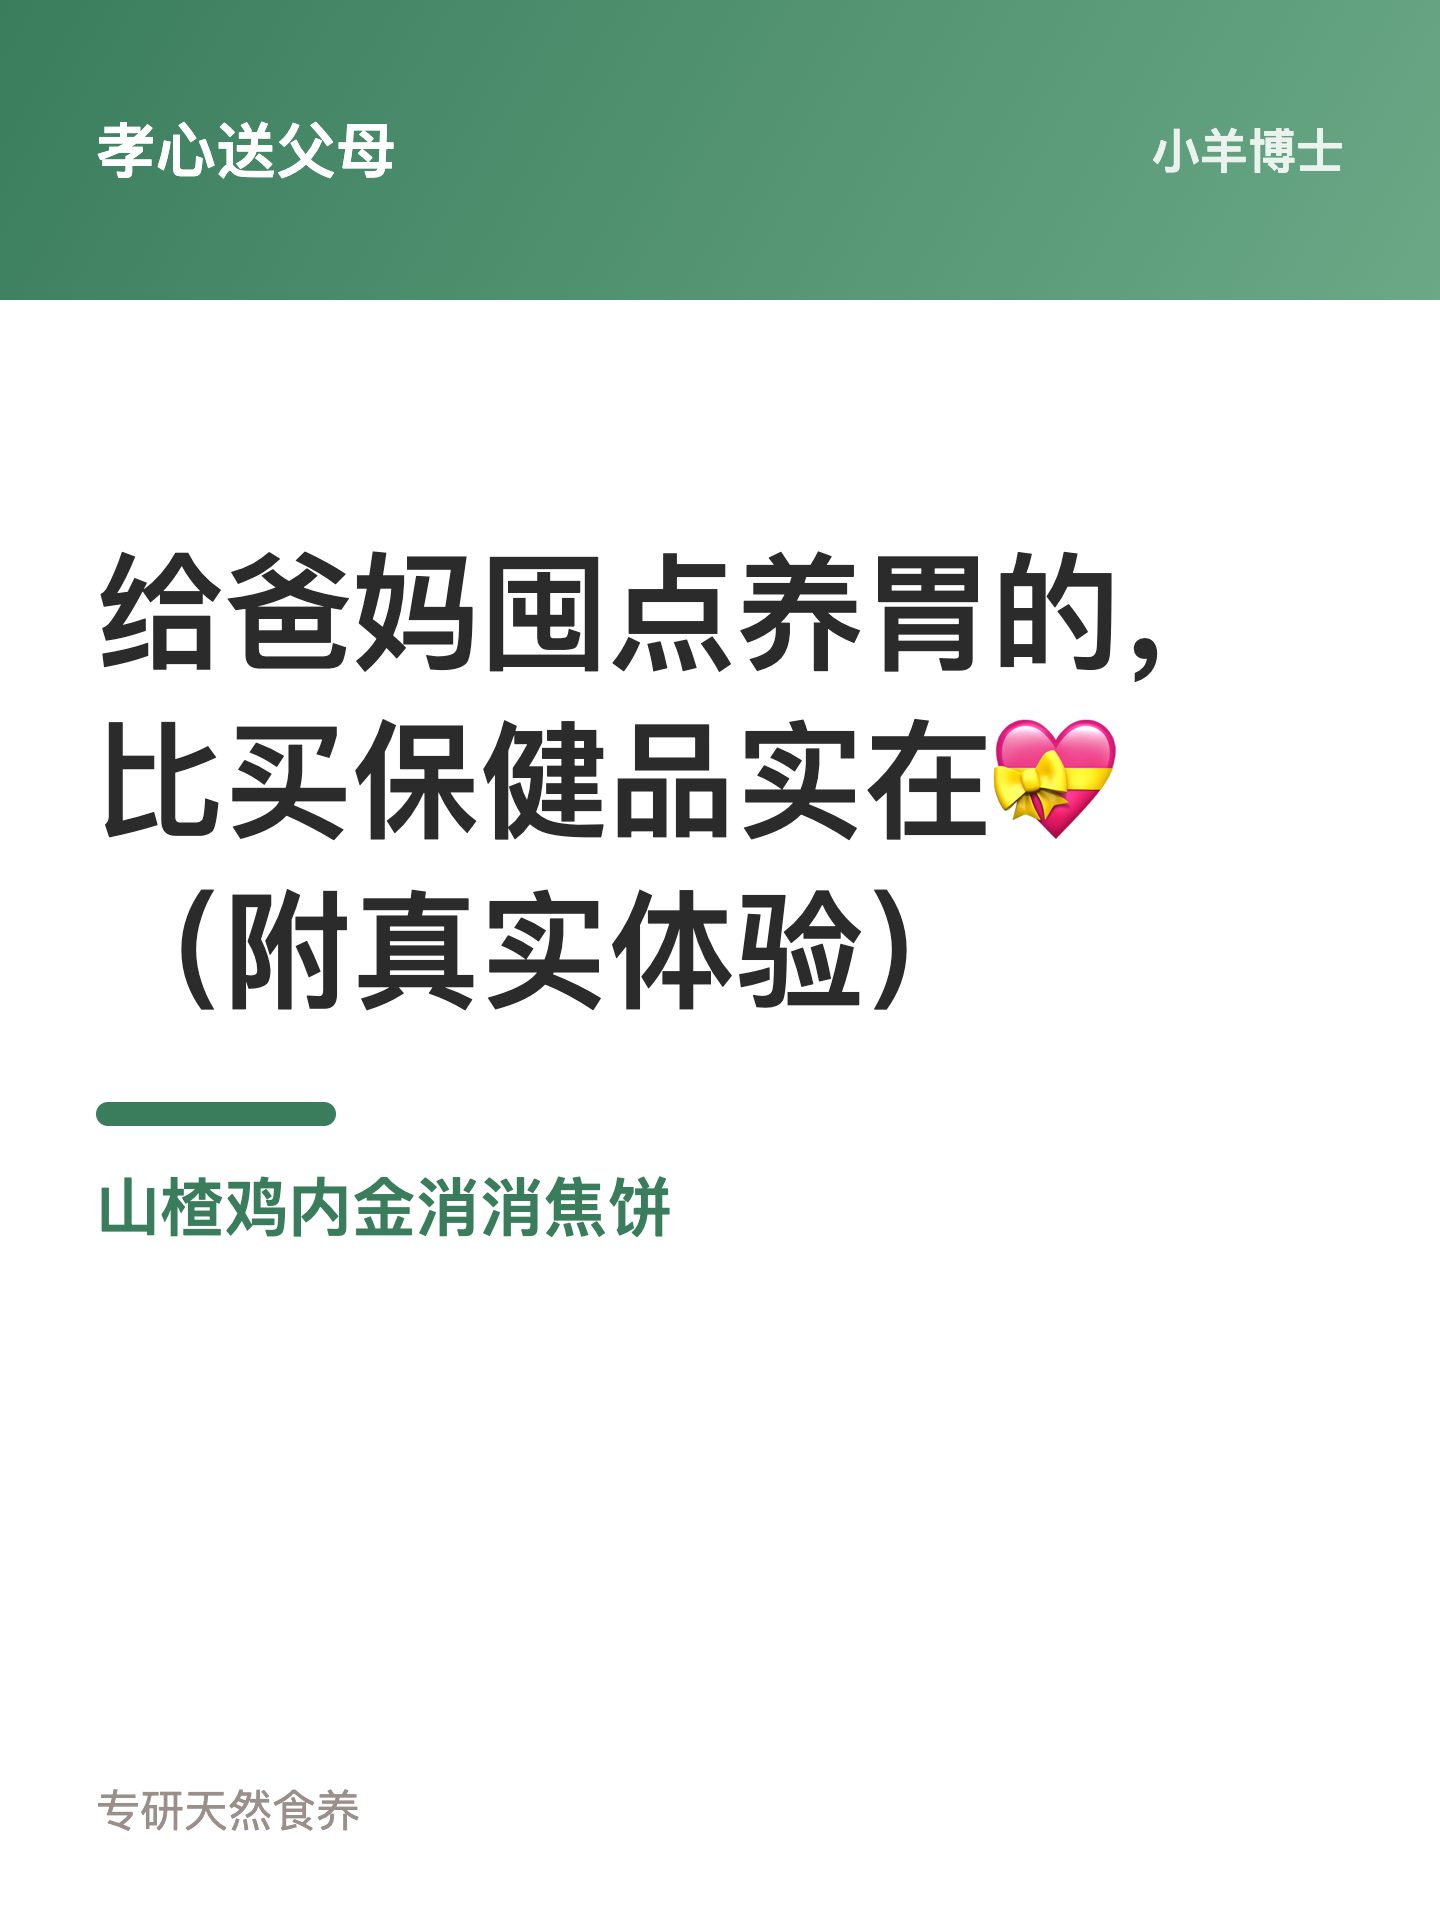 孝心送父母
小羊博士
给爸妈囤点养胃的，
比买保健品实在💝
（附真实体验）
山楂鸡内金消消焦饼
专研天然食养